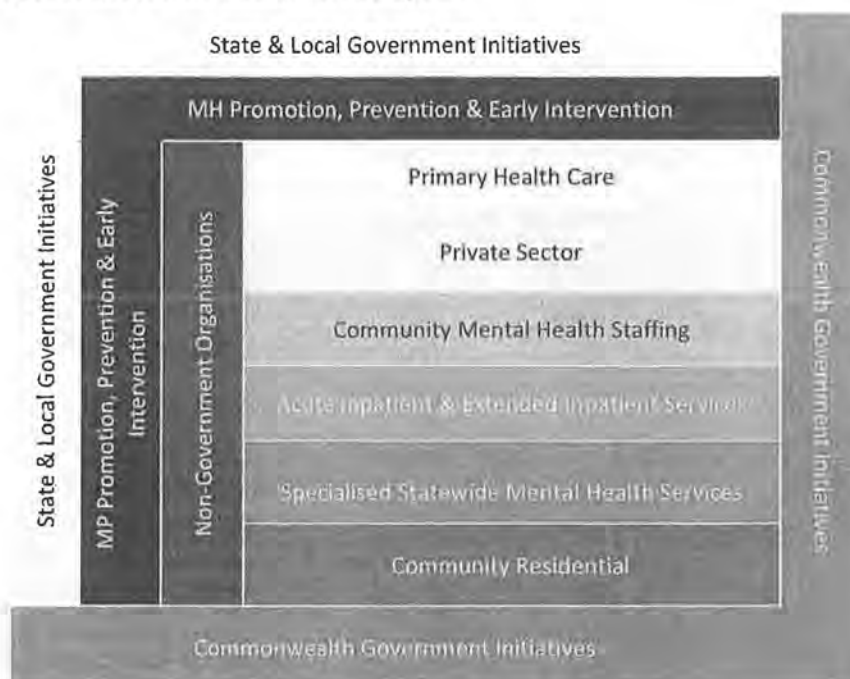 State & Local Government Initiatives
MH Promotion, Prevention & Early Intervention
State & Local Government Initiatives
MP Promotion, Prevention & Early
Intervention
Non-Government Organisations
Primary Health Care
Private Sector
Community Mental Health Staffing
Acute Inpatient & Extended Inpatient Services
Specialised Statewide Mental Health Services
Community Residential
Commonwealth Government Initiatives
Commonwealth Government Initiatives